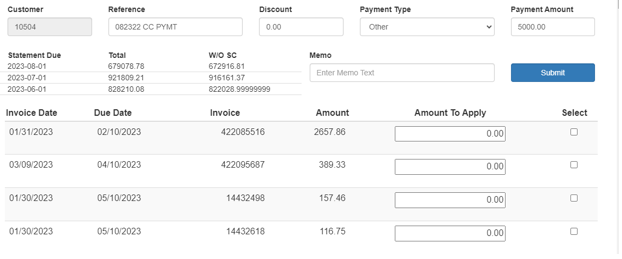 Customer Reference Discount Payment Type Payment Amount
10504 082322 CC PYMT 0.00 Other 5000.00
Statement Due Total W/O SC Memo
2023-08-01 679078.78 672916.81
2023-07-01 921809.21 916161.37 Enter Memo Text Submit
2023-06-01 828210.08 822028.99999999
Invoice Date Due Date Invoice Amount Amount To Apply Select
01/31/2023 02/10/2023 422085516 2657.86 0.00
03/09/2023 04/10/2023 422095687 389.33 0.00
01/30/2023 05/10/2023 14432498 157.46 0.00
01/30/2023 05/10/2023 14432618 116.75 0.00